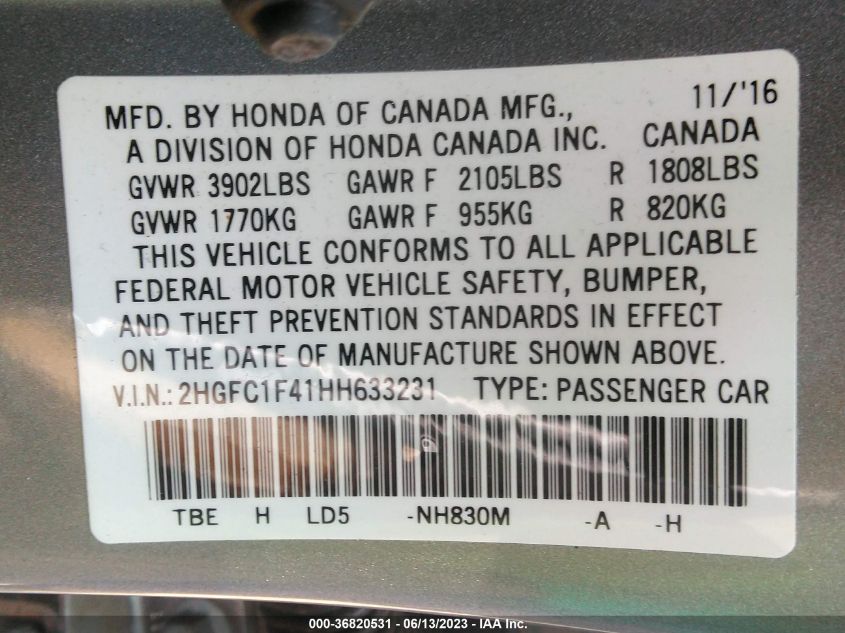 11/'16
MFD. BY HONDA OF CANADA MFG.,
A DIVISION OF HONDA CANADA INC. CANADA
GVWR 3902LBS GAWR F 2105LBS R 1808LBS
GVWR 1770KG GAWR F 955KG R 820KG
THIS VEHICLE CONFORMS TO ALL APPLICABLE
FEDERAL MOTOR VEHICLE SAFETY, BUMPER,
AND THEFT PREVENTION STANDARDS IN EFFECT
ON THE DATE OF MANUFACTURE SHOWN ABOVE.
V.I.N.: 2HGFC1F41HH633231 TYPE: PASSENGER CAR
TBE H LD5 -NH830M -A -H
000-36820531 - 06/13/2023 - IAA Inc.